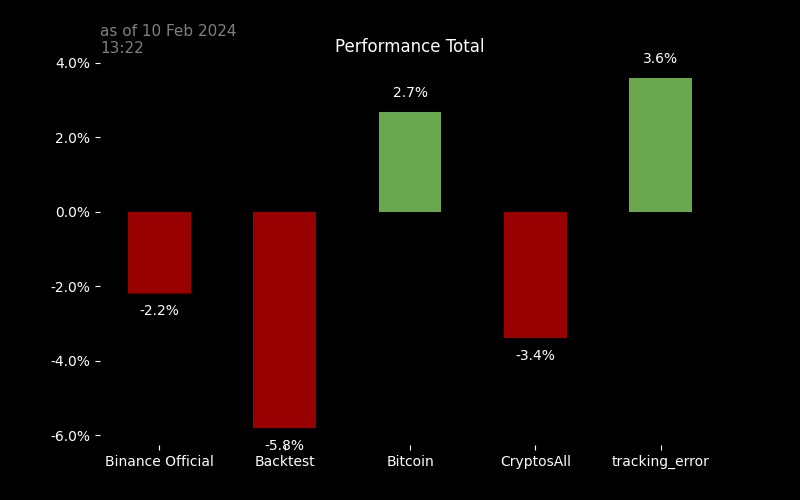 as of 10 Feb 2024
13:22
Performance Total
4.0%
2.0%
0.0%
-2.0%
-4.0%
-6.0%
-2.2%
-5.8%
2.7%
-3.4%
3.6%
Binance Official
Backtest
Bitcoin
CryptosAll
tracking_error